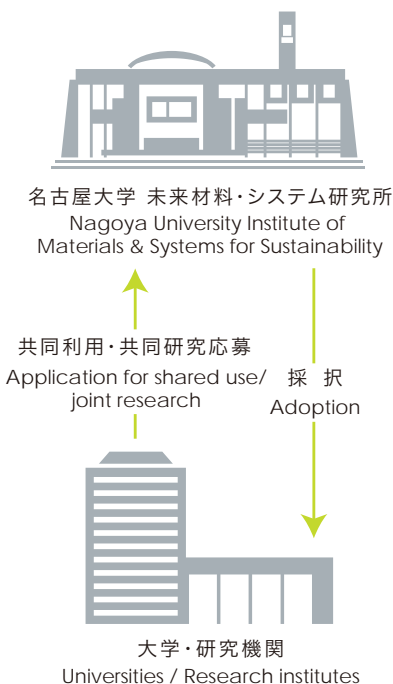 名古屋大学 未来材料・システム研究所
Nagoya University Institute of
Materials & Systems for Sustainability
共同利用・共同研究応募
Application for shared use/
joint research
採 択
Adoption
大学・研究機関
Universities / Research institutes